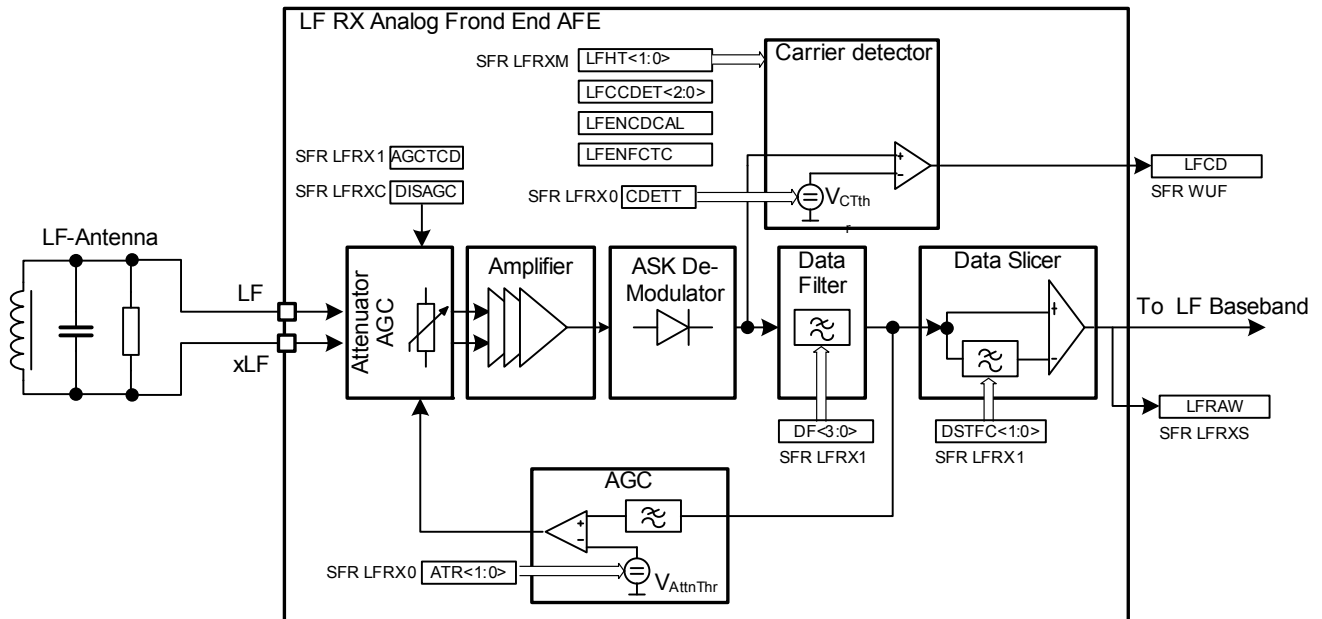 LF RX Analog Frond End AFE
SFR LFRXM
LFHT<1:0>
LFCCDET<2:0>
LFENCDCAL
LFENFCTC
Carrier detector
+
-
VCTth
r
SFR LFRX1
AGCTCD
SFR LFRXC
DISAGC
SFR LFRX0
CDETT
LFCD
SFR WUF
LF-Antenna
LF
xLF
Attenuator
AGC
Amplifier
ASK De-
Modulator
Data
Filter
Data Slicer
+
-
To LF Baseband
DF<3:0>
SFR LFRX1
DSTFC<1:0>
SFR LFRX1
LFRAW
SFR LFRXS
AGC
+
-
SFR LFRX0
ATR<1:0>
VAttnThr